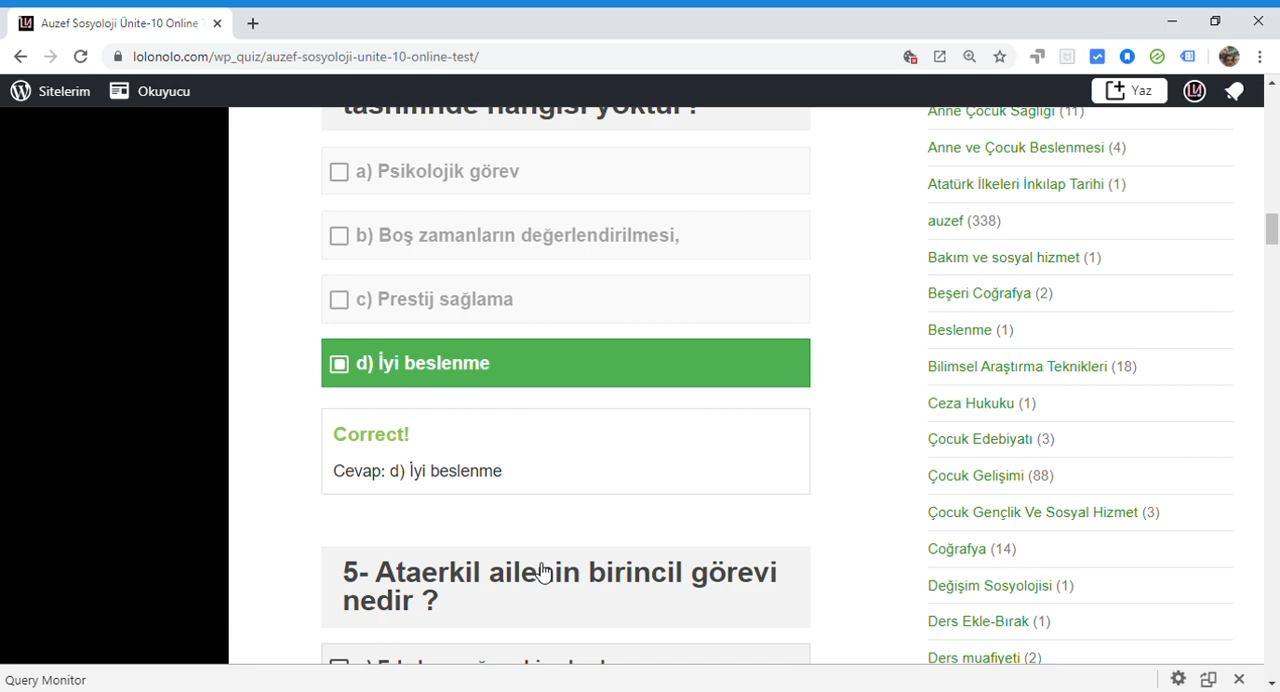 Auzef Sosyoloji Ünite-10 Online
lolonolo.com/wp_quiz/auzef-sosyoloji-unite-10-online-test/
Sitelerim
Okuyucu
Yaz
hangisi yoktur?
a) Psikolojik görev
b) Boş zamanların değerlendirilmesi,
c) Prestij sağlama
d) İyi beslenme
Correct!
Cevap: d) İyi beslenme
5- Ataerkil ailenin birincil görevi
nedir ?
Anne Çocuk Sağlığı (11)
Anne ve Çocuk Beslenmesi (4)
Atatürk İlkeleri İnkılap Tarihi (1)
auzef (338)
Bakım ve sosyal hizmet (1)
Beşeri Coğrafya (2)
Beslenme (1)
Bilimsel Araştırma Teknikleri (18)
Ceza Hukuku (1)
Çocuk Edebiyatı (3)
Çocuk Gelişimi (88)
Çocuk Gençlik Ve Sosyal Hizmet (3)
Coğrafya (14)
Değişim Sosyolojisi (1)
Ders Ekle-Bırak (1)
Ders muafiyeti (2)
Query Monitor